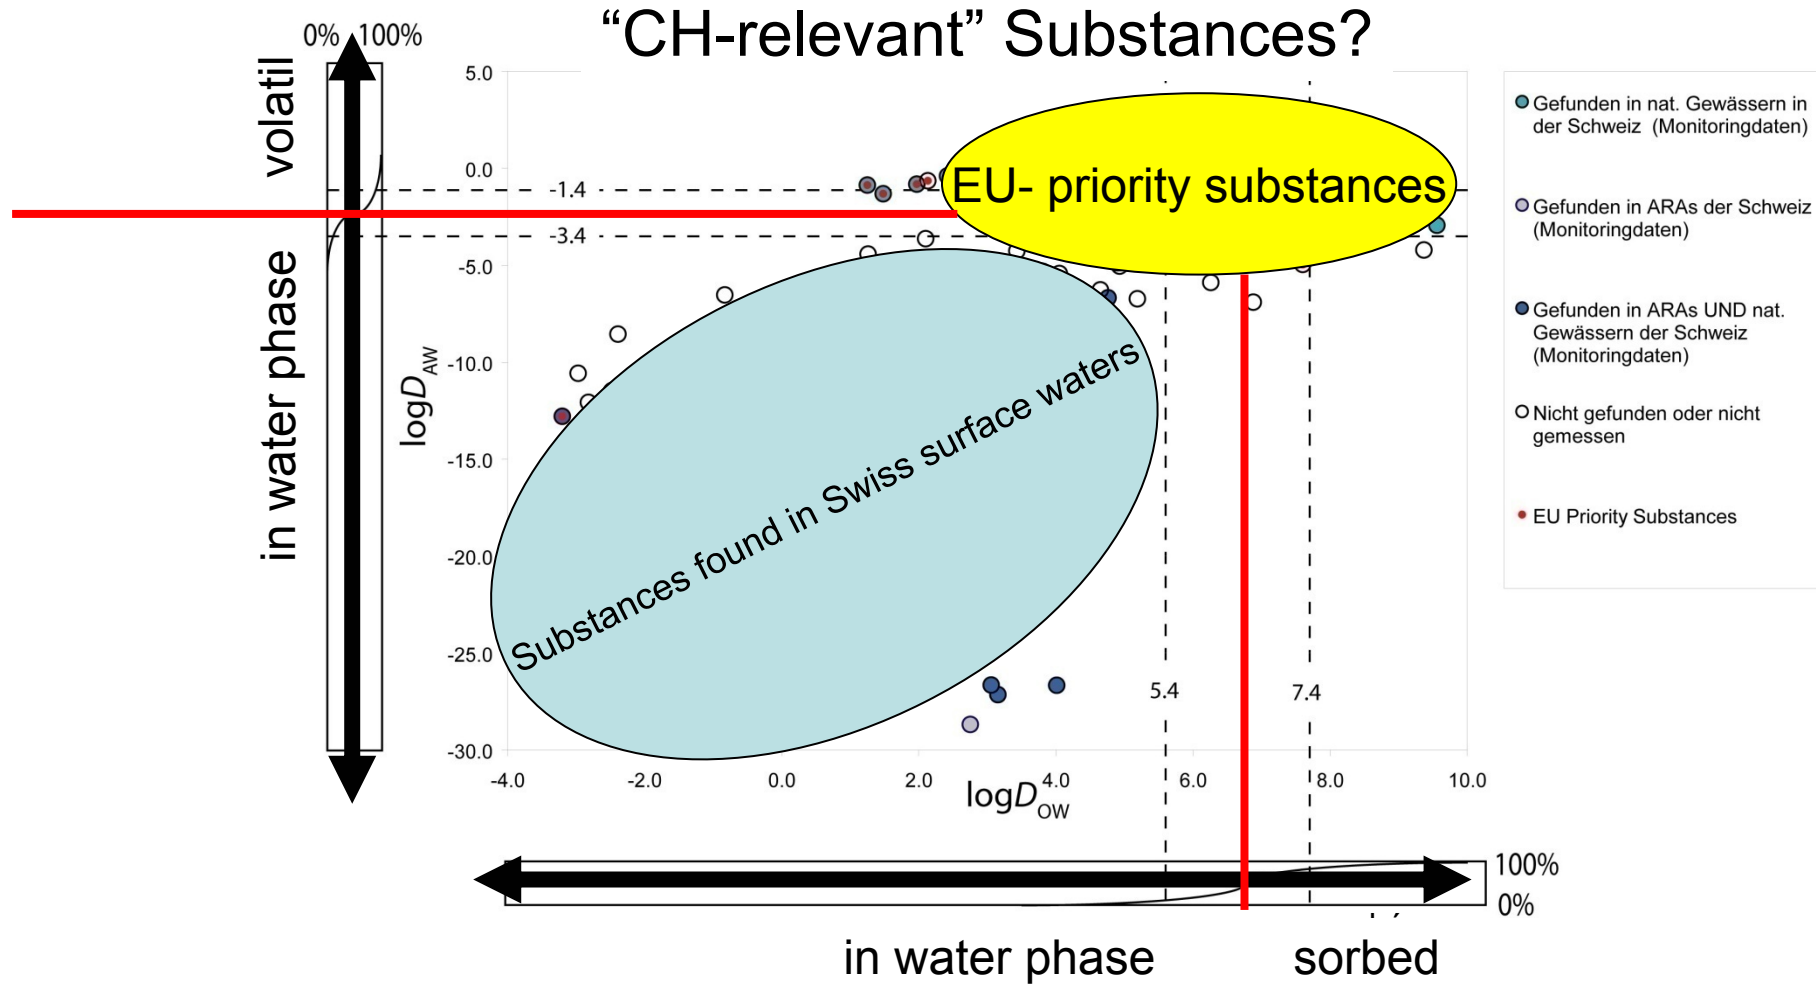 “CH-relevant” Substances?
0% 100%
volatil
in water phase
5.0
0.0
-5.0
-10.0
-15.0
-20.0
-25.0
-30.0
logDAW
-1.4
-3.4
EU- priority substances
Substances found in Swiss surface waters
5.4
7.4
-4.0
-2.0
0.0
2.0
4.0
6.0
8.0
10.0
logDOW
100%
0%
in water phase
sorbed
Gefunden in nat. Gewässern in
der Schweiz (Monitoringdaten)
Gefunden in ARAs der Schweiz
(Monitoringdaten)
Gefunden in ARAs UND nat.
Gewässern der Schweiz
(Monitoringdaten)
Nicht gefunden oder nicht
gemessen
EU Priority Substances